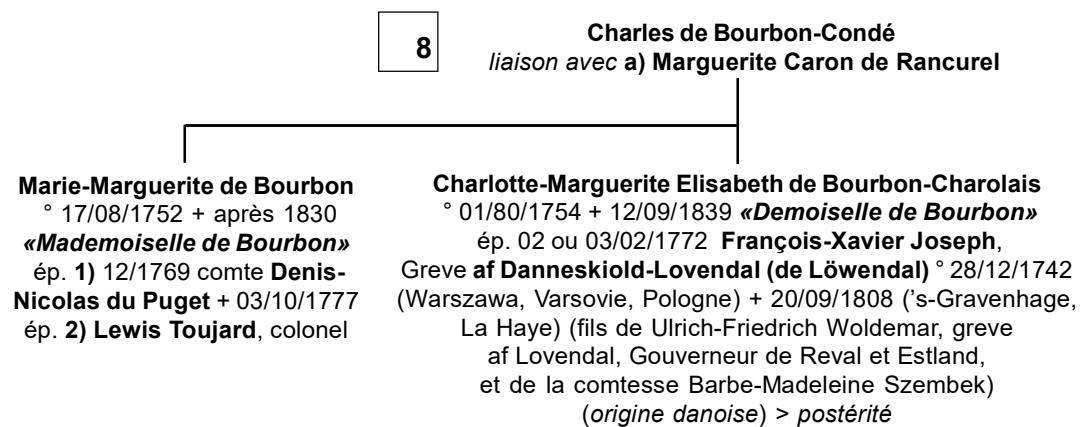 8
Charles de Bourbon-Condé
liaison avec a) Marguerite Caron de Rancurel
Marie-Marguerite de Bourbon
° 17/08/1752 + après 1830
«Mademoiselle de Bourbon»
ép. 1) 12/1769 comte Denis-
Nicolas du Puget + 03/10/1777
ép. 2) Lewis Toujard, colonel
Charlotte-Marguerite Elisabeth de Bourbon-Charolais
° 01/80/1754 + 12/09/1839 «Demoiselle de Bourbon»
ép. 02 ou 03/02/1772 François-Xavier Joseph,
Greve af Danneskiold-Lovendal (de Löwendal) ° 28/12/1742
(Warszawa, Varsovie, Pologne) + 20/09/1808 ('s-Gravenhage,
La Haye) (fils de Ulrich-Friedrich Woldemar, greve
af Lovendal, Gouverneur de Reval et Estland,
et de la comtesse Barbe-Madeleine Szembek)
(origine danoise) > postérité